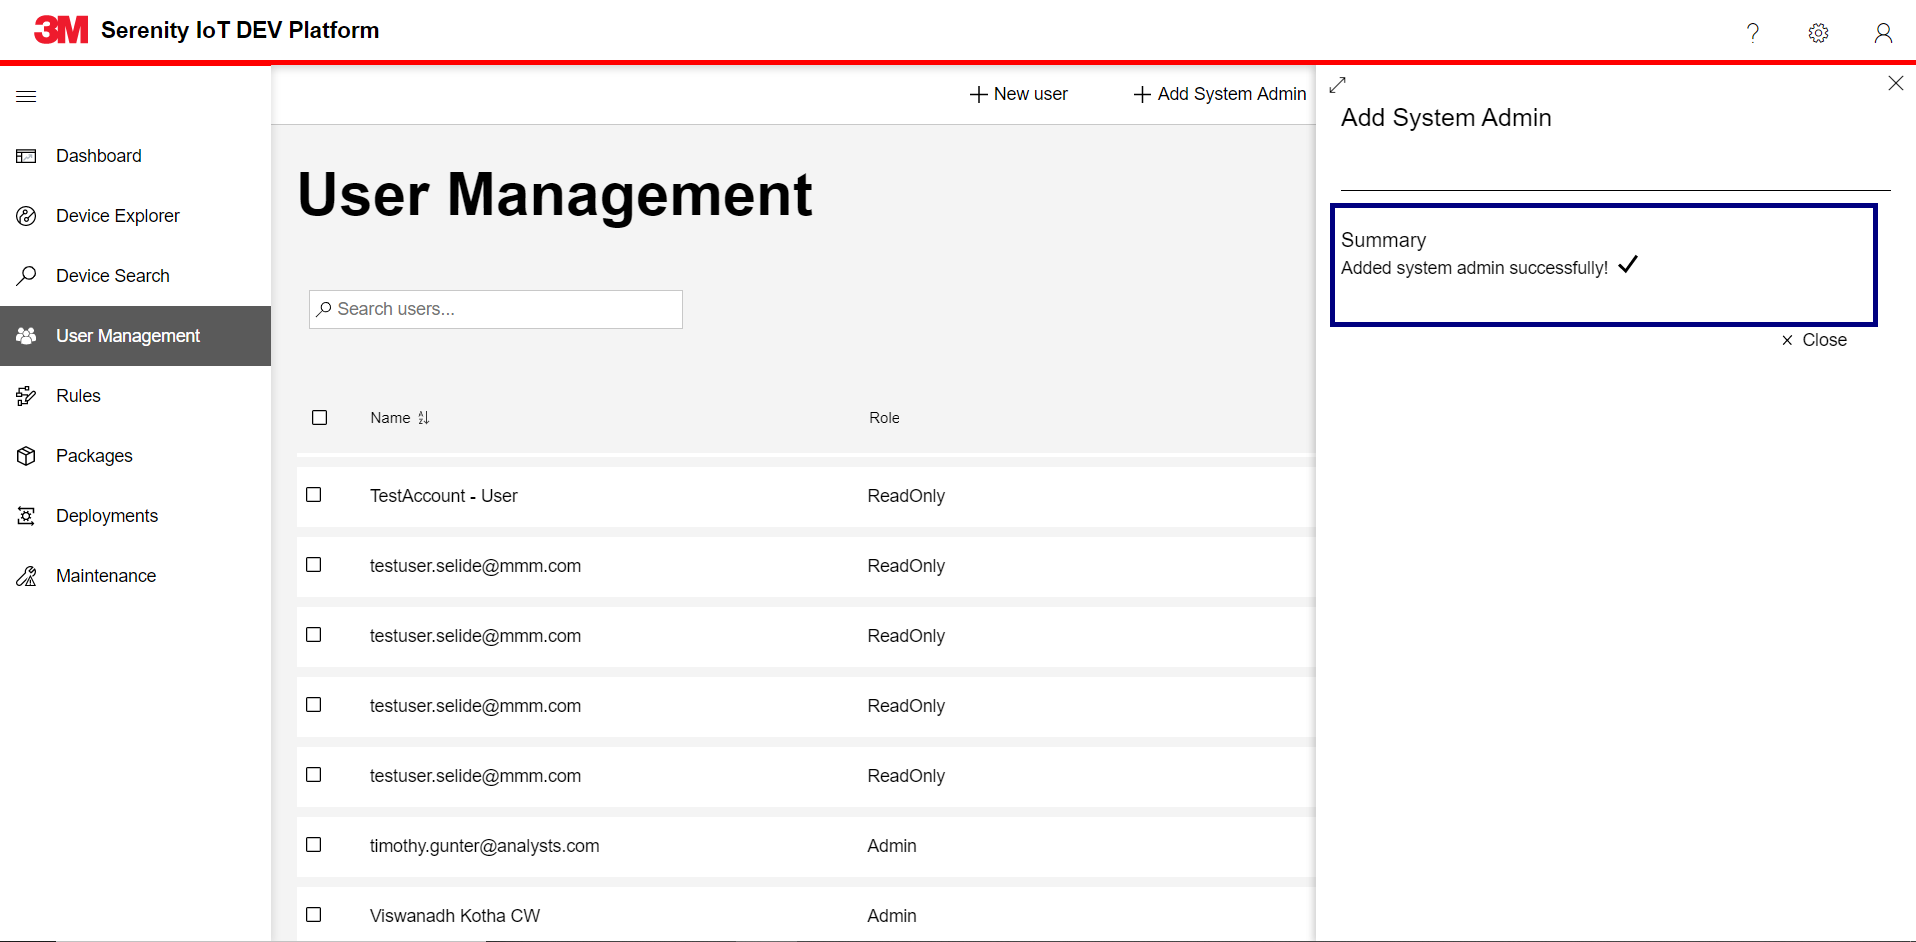 3M Serenity IoT DEV Platform
?
New user
Add System Admin
Dashboard
Device Explorer
Device Search
User Management
Rules
Packages
Deployments
Maintenance
User Management
Search users...
Name
Role
TestAccount - User ReadOnly
testuser.selide@mmm.com ReadOnly
testuser.selide@mmm.com ReadOnly
testuser.selide@mmm.com ReadOnly
testuser.selide@mmm.com ReadOnly
timothy.gunter@analysts.com Admin
Viswanadh Kotha CW Admin
Add System Admin
Summary
Added system admin successfully!
Close